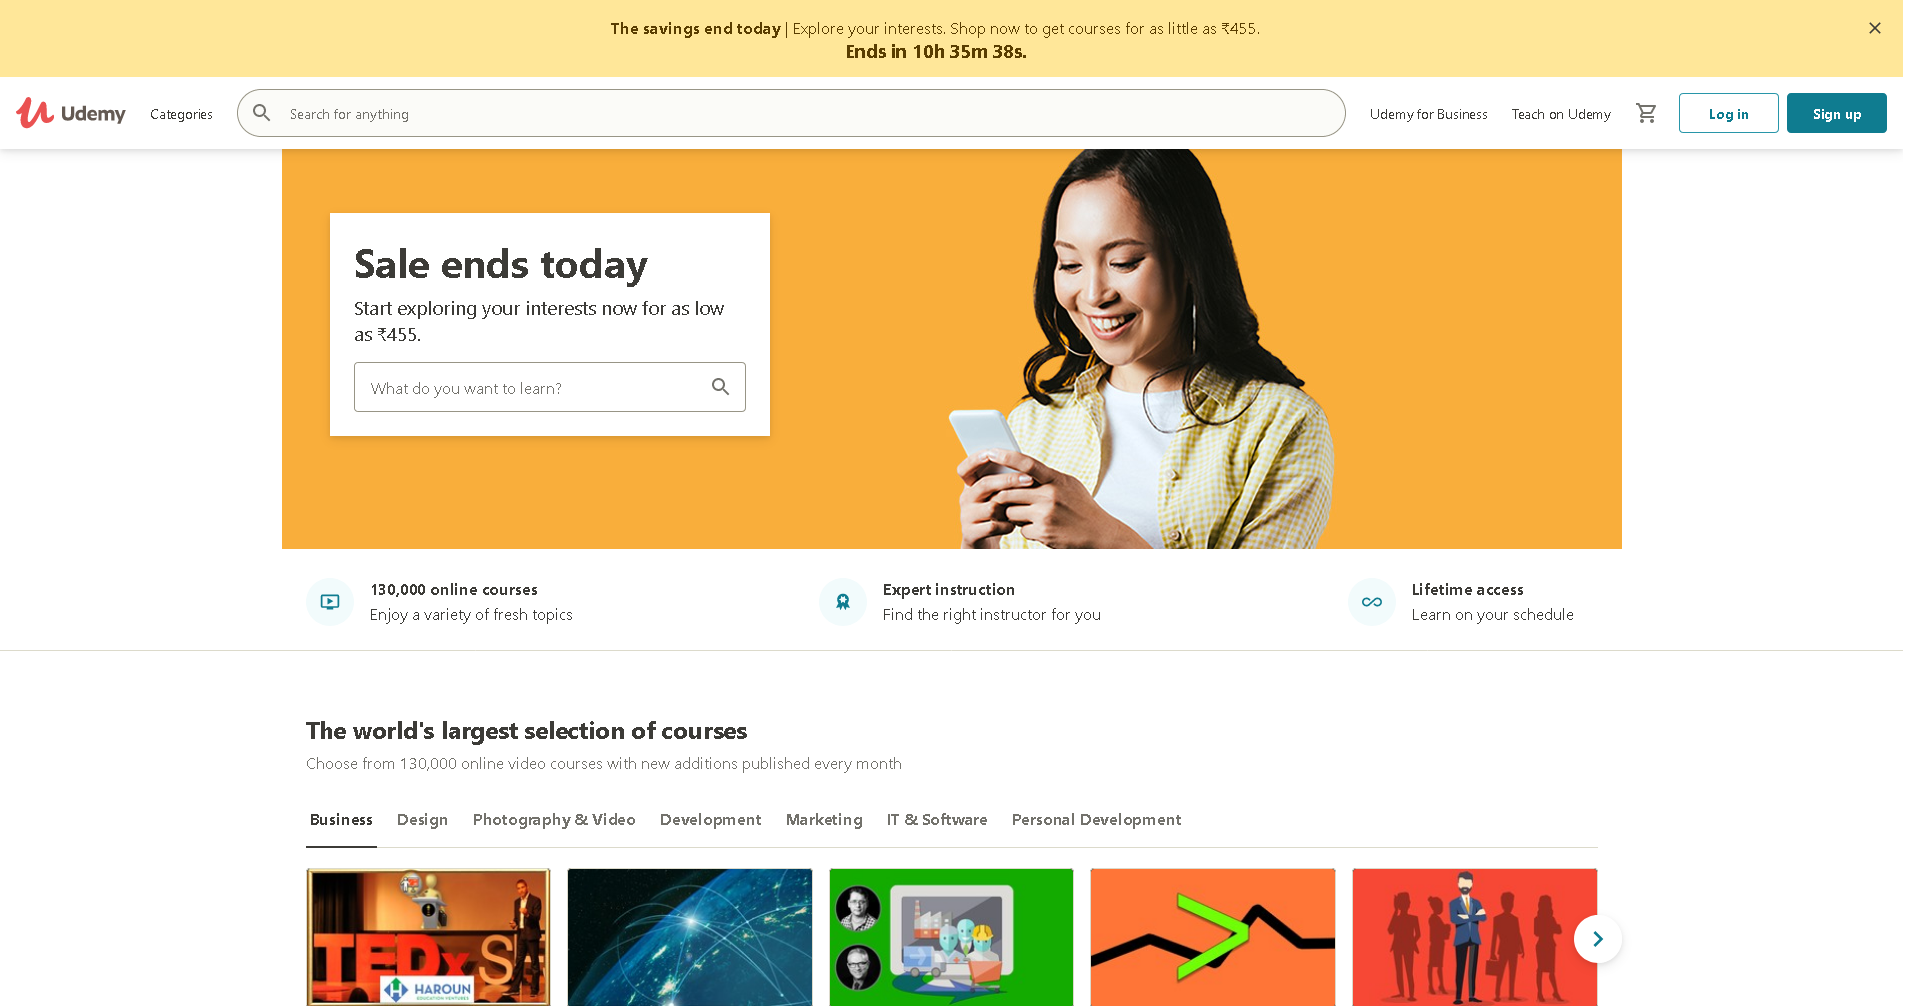 The savings end today | Explore your interests. Shop now to get courses for as little as ₹455.
Ends in 10h 35m 38s.
Udemy
Categories
Search for anything
Udemy for Business
Teach on Udemy
Log in
Sign up
Sale ends today
Start exploring your interests now for as low
as ₹455.
What do you want to learn?
130,000 online courses
Enjoy a variety of fresh topics
Expert instruction
Find the right instructor for you
Lifetime access
Learn on your schedule
The world's largest selection of courses
Choose from 130,000 online video courses with new additions published every month
Business
Design
Photography & Video
Development
Marketing
IT & Software
Personal Development
TEDxS
HAROUN
EDUCATION VENTURES